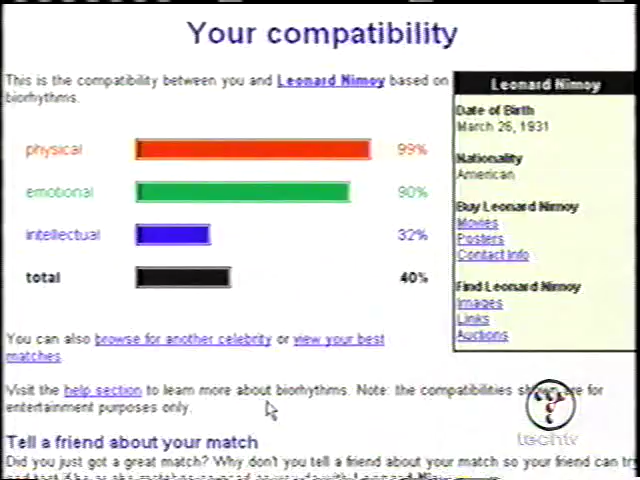 Your compatibility
This is the compatibility between you and Leonard Nimoy based on
biorhythms.
physical 99%
emotional 90%
intellectual 32%
total 40%
Leonard Nimoy
Date of Birth
March 26, 1931
Nationality
American
Buy Leonard Nimoy
Movies
Posters
Contact Info
Find Leonard Nimoy
Images
Links
Auctions
You can also browse for another celebrity or view your best
matches
Visit the help section to learn more about biorhythms. Note: the compatibilities shown are for
entertainment purposes only.
techtv
Tell a friend about your match
Did you just got a great match? Why don't you tell a friend about your match so your friend can try